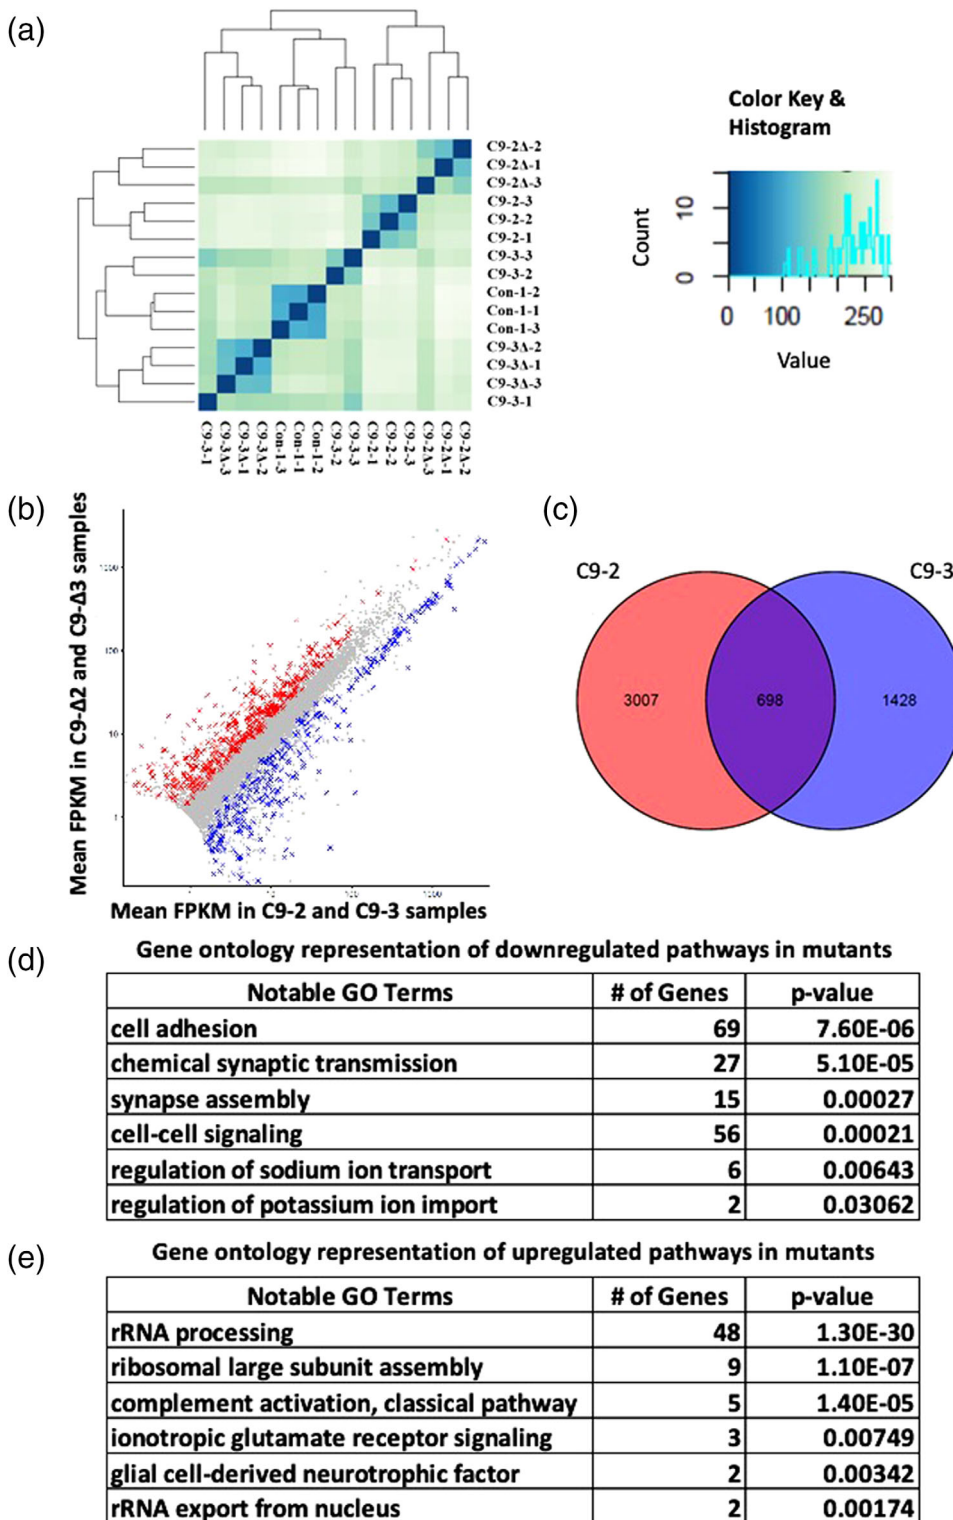 (a)
Color Key &
Histogram
Count
10
0
0 100 250
Value
C9-2Δ-2
C9-2Δ-1
C9-2Δ-3
C9-2-3
C9-2-2
C9-2-1
C9-3-3
C9-3-2
Con-1-2
Con-1-1
Con-1-3
C9-3Δ-2
C9-3Δ-1
C9-3Δ-3
C9-3-1
C9-3-1
C9-3Δ-3
C9-3Δ-1
C9-3Δ-2
Con-1-3
Con-1-1
Con-1-2
C9-3-2
C9-3-3
C9-2-1
C9-2-2
C9-2-3
C9-2Δ-3
C9-2Δ-1
C9-2Δ-2
(b)
Mean FPKM in C9-Δ2 and C9-Δ3 samples
100
10
1
Mean FPKM in C9-2 and C9-3 samples
(c)
C9-2
C9-3
3007 698 1428
(d)
Gene ontology representation of downregulated pathways in mutants
Notable GO Terms # of Genes p-value
cell adhesion 69 7.60E-06
chemical synaptic transmission 27 5.10E-05
synapse assembly 15 0.00027
cell-cell signaling 56 0.00021
regulation of sodium ion transport 6 0.00643
regulation of potassium ion import 2 0.03062
(e)
Gene ontology representation of upregulated pathways in mutants
Notable GO Terms # of Genes p-value
rRNA processing 48 1.30E-30
ribosomal large subunit assembly 9 1.10E-07
complement activation, classical pathway 5 1.40E-05
ionotropic glutamate receptor signaling 3 0.00749
glial cell-derived neurotrophic factor 2 0.00342
rRNA export from nucleus 2 0.00174